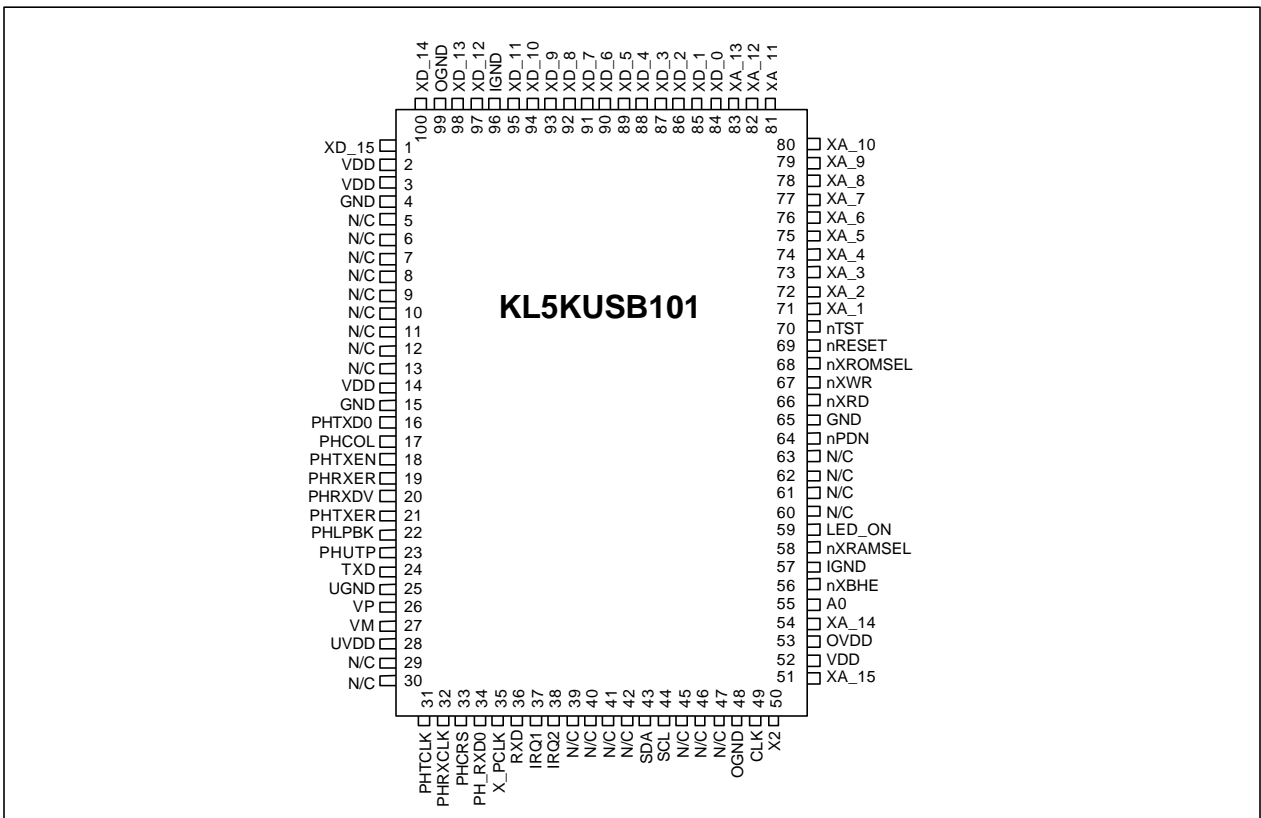 XD_14
OGND
XD_13
XD_12
IGND
XD_11
XD_10
XD_9
XD_8
XD_7
XD_6
XD_5
XD_4
XD_3
XD_2
XD_1
XD_0
XA_13
XA_12
XA_11
100 99 98 97 96 95 94 93 92 91 90 89 88 87 86 85 84 83 82 81
XD_15 1
VDD 2
VDD 3
GND 4
N/C 5
N/C 6
N/C 7
N/C 8
N/C 9
N/C 10
N/C 11
N/C 12
N/C 13
VDD 14
GND 15
PHTXD0 16
PHCOL 17
PHTXEN 18
PHRXER 19
PHRXDV 20
PHTXER 21
PHLPBK 22
PHUTP 23
TXD 24
UGND 25
VP 26
VM 27
UVDD 28
N/C 29
N/C 30
KL5KUSB101
80 XA_10
79 XA_9
78 XA_8
77 XA_7
76 XA_6
75 XA_5
74 XA_4
73 XA_3
72 XA_2
71 XA_1
70 nTST
69 nRESET
68 nXROMSEL
67 nXWR
66 nXRD
65 GND
64 nPDN
63 N/C
62 N/C
61 N/C
60 N/C
59 LED_ON
58 nXRAMSEL
57 IGND
56 nXBHE
55 A0
54 XA_14
53 OVDD
52 VDD
51 XA_15
31 32 33 34 35 36 37 38 39 40 41 42 43 44 45 46 47 48 49 50
PHTCLK
PHRXCLK
PHCRS
PH_RXD0
X_PCLK
RXD
IRQ1
IRQ2
N/C
N/C
N/C
N/C
SDA
SCL
N/C
N/C
N/C
OGND
CLK
X2